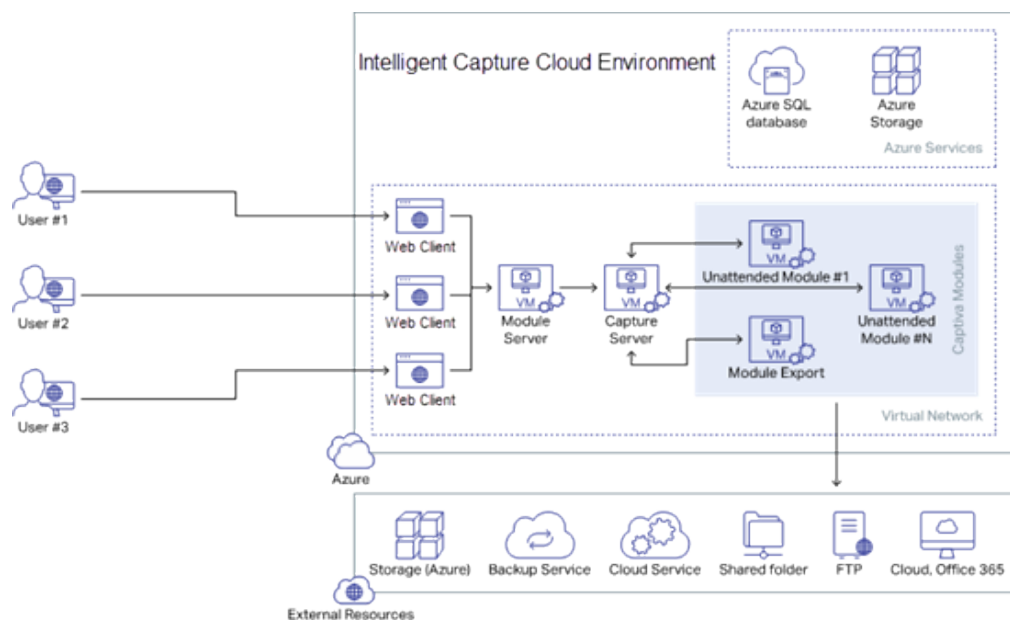 Intelligent Capture Cloud Environment
Azure SQL
database
Azure
Storage
Azure Services
User #1
User #2
User #3
Web Client
Web Client
Web Client
VM
Module
Server
VM
Capture
Server
VM
Unattended Module #1
VM
Unattended
Module #N
VM
Module Export
Captiva Modules
Virtual Network
Azure
Storage (Azure)
Backup Service
Cloud Service
Shared folder
FTP
Cloud, Office 365
External Resources